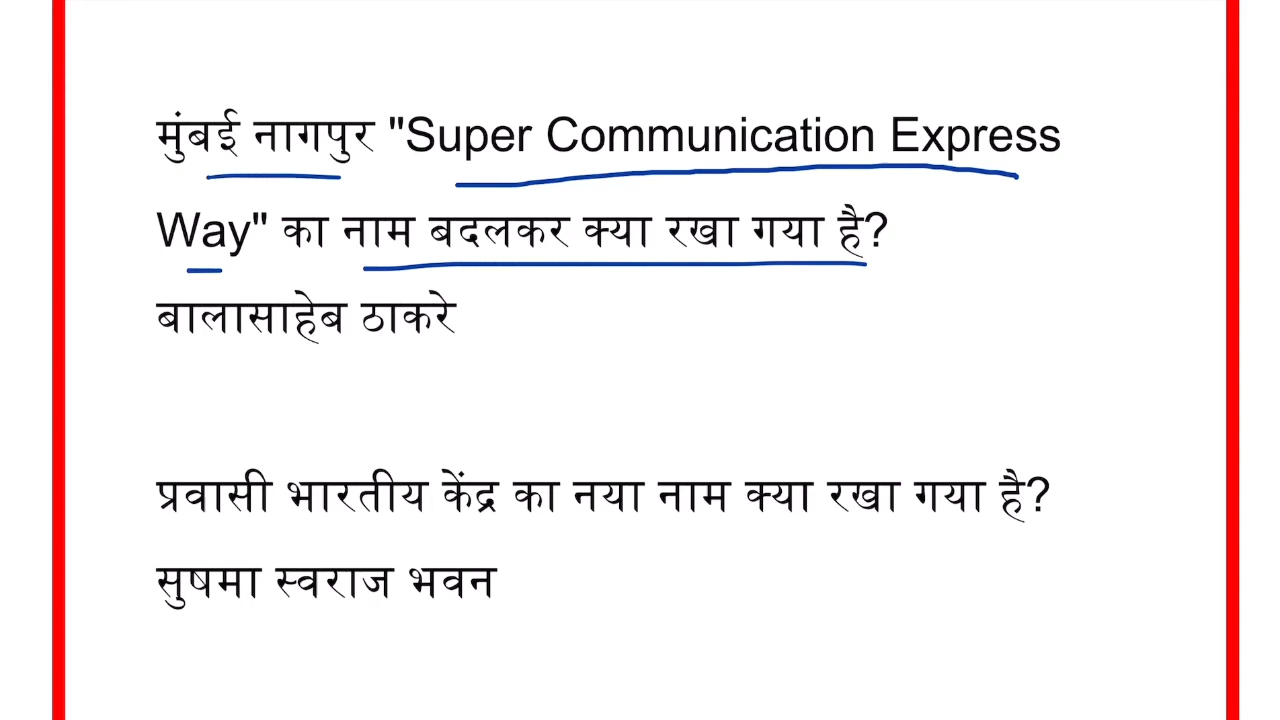 मुंबई नागपुर "Super Communication Express
Way" का नाम बदलकर क्या रखा गया है?
बालासाहेब ठाकरे
प्रवासी भारतीय केंद्र का नया नाम क्या रखा गया है?
सुषमा स्वराज भवन